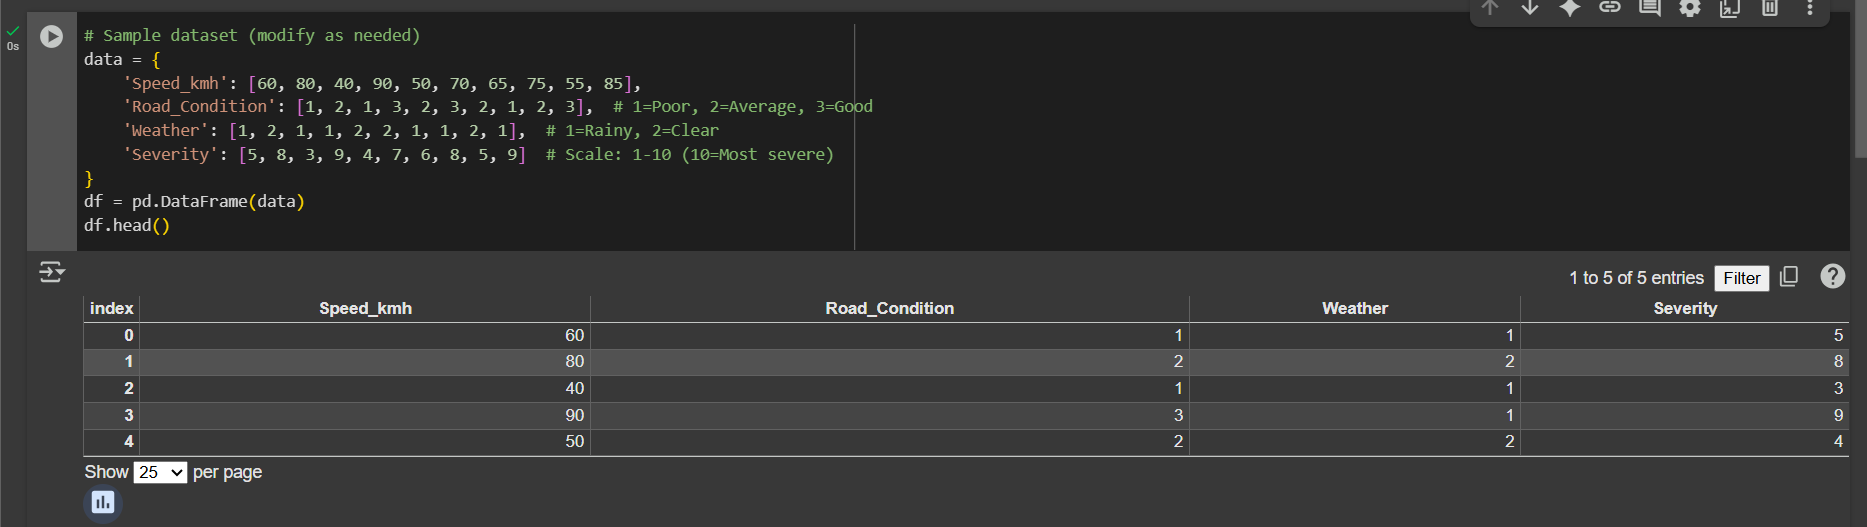 # Sample dataset (modify as needed)
0s
data = {
'Speed_kmh': [60, 80, 40, 90, 50, 70, 65, 75, 55, 85],
'Road_Condition': [1, 2, 1, 3, 2, 3, 2, 1, 2, 3],  # 1=Poor, 2=Average, 3=Good
'Weather': [1, 2, 1, 1, 2, 2, 1, 1, 2, 1],  # 1=Rainy, 2=Clear
'Severity': [5, 8, 3, 9, 4, 7, 6, 8, 5, 9]  # Scale: 1-10 (10=Most severe)
}
df = pd.DataFrame(data)
df.head()
1 to 5 of 5 entries Filter
index Speed_kmh Road_Condition Weather Severity
0 60 1 1 5
1 80 2 2 8
2 40 1 1 3
3 90 3 1 9
4 50 2 2 4
Show 25 per page